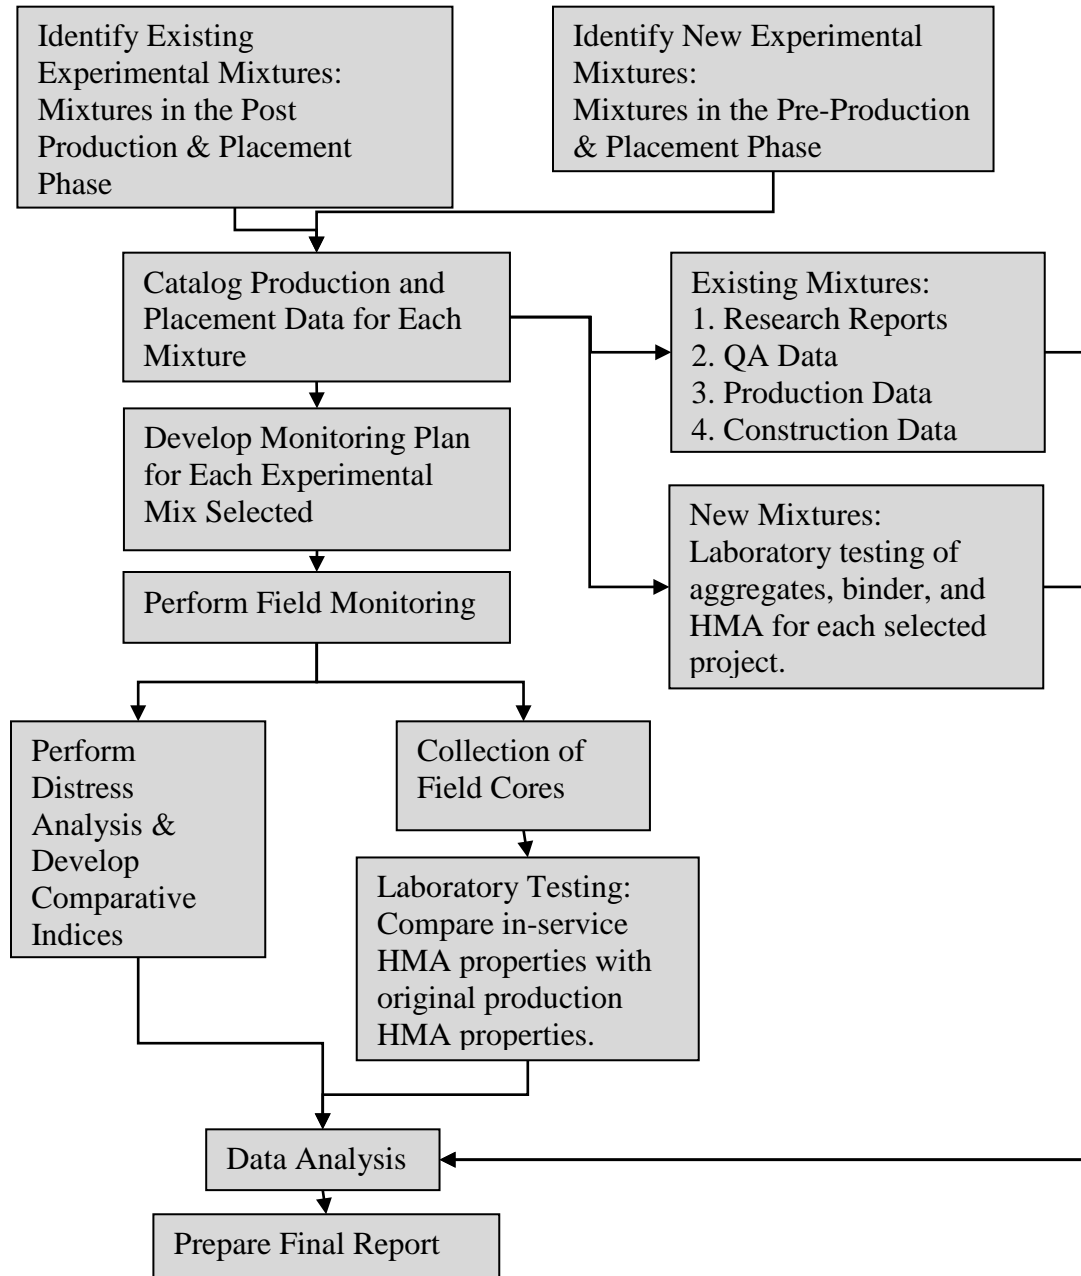 Identify Existing
Experimental Mixtures:
Mixtures in the Post
Production & Placement
Phase
Identify New Experimental
Mixtures:
Mixtures in the Pre-Production
& Placement Phase
Catalog Production and
Placement Data for Each
Mixture
Existing Mixtures:
1. Research Reports
2. QA Data
3. Production Data
4. Construction Data
Develop Monitoring Plan
for Each Experimental
Mix Selected
New Mixtures:
Laboratory testing of
aggregates, binder, and
HMA for each selected
project.
Perform Field Monitoring
Perform
Distress
Analysis &
Develop
Comparative
Indices
Collection of
Field Cores
Laboratory Testing:
Compare in-service
HMA properties with
original production
HMA properties.
Data Analysis
Prepare Final Report